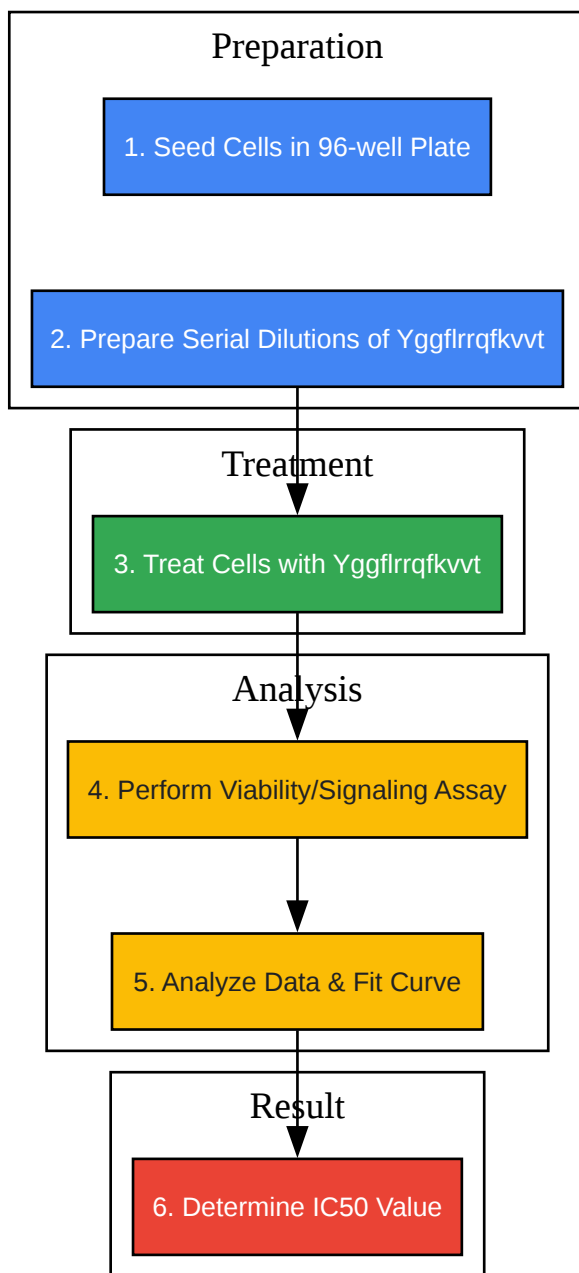 Preparation
1. Seed Cells in 96-well Plate
2. Prepare Serial Dilutions of Yggflrrqfkvvt
Treatment
3. Treat Cells with Yggflrrqfkvvt
Analysis
4. Perform Viability/Signaling Assay
5. Analyze Data & Fit Curve
Result
6. Determine IC50 Value